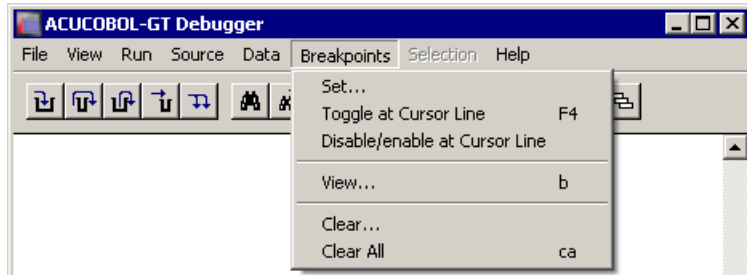 ACUCOBOL-GT Debugger
File View Run Source Data Breakpoints Selection Help
Set...
Toggle at Cursor Line F4
Disable/enable at Cursor Line
View... b
Clear...
Clear All ca